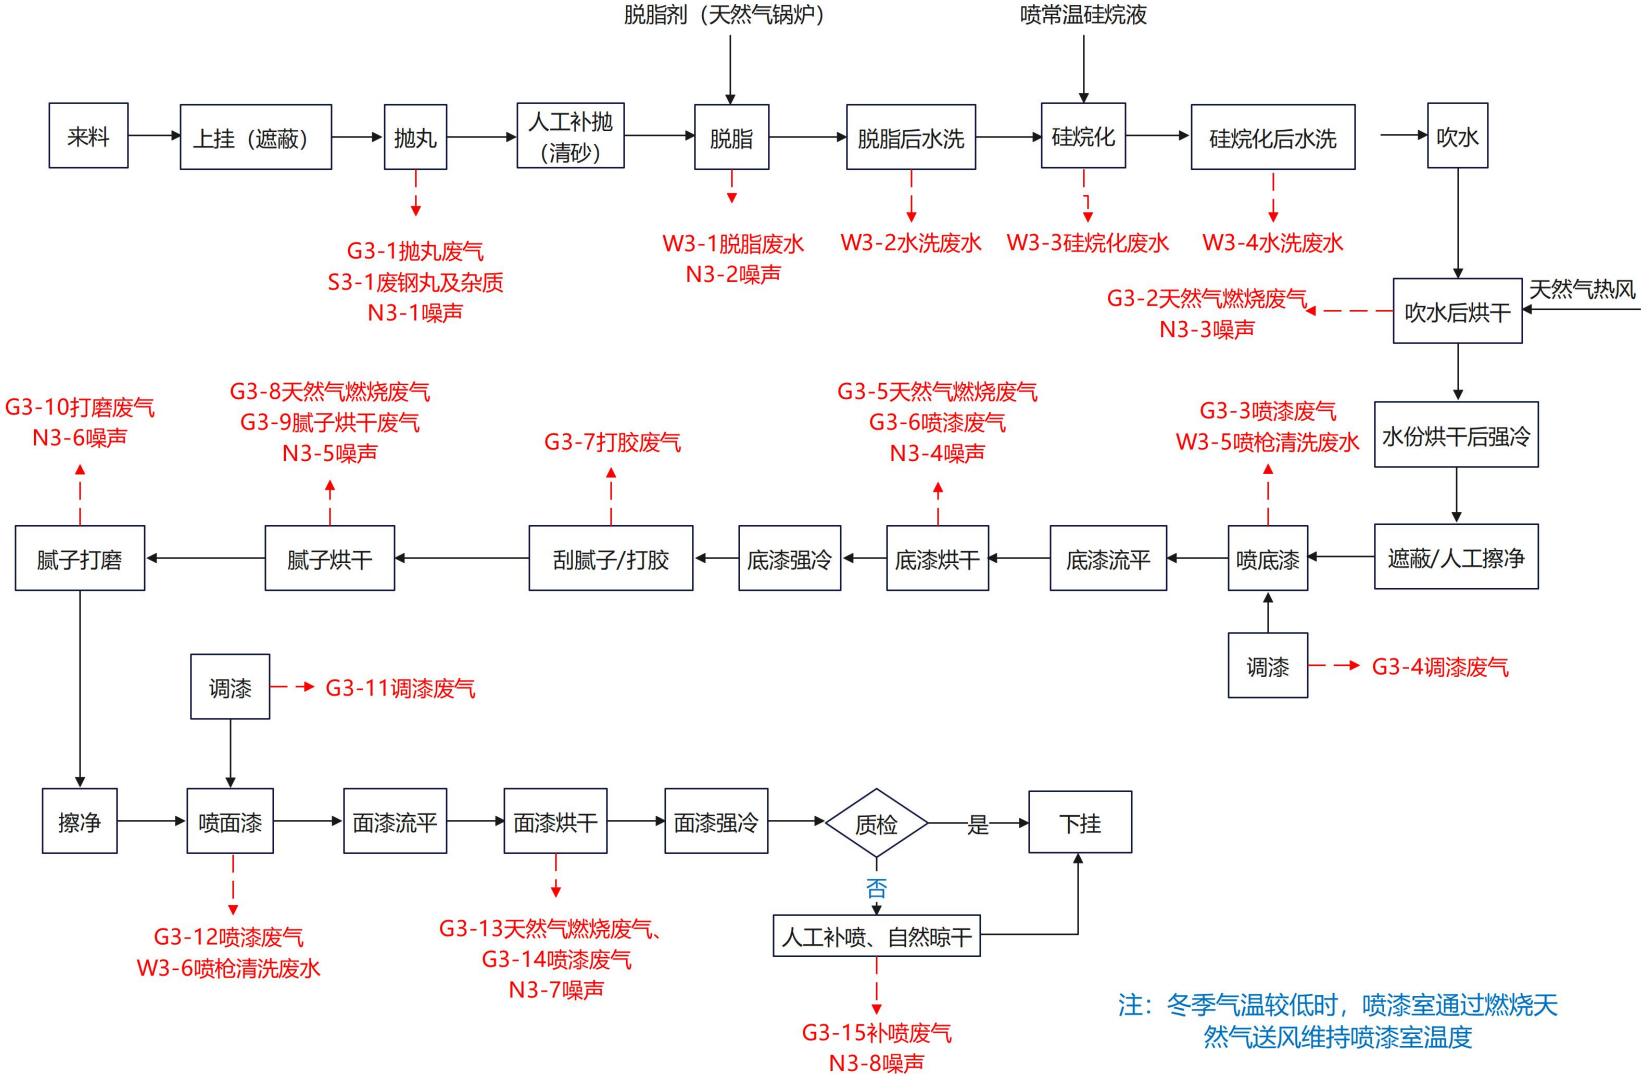 脱脂剂（天然气锅炉）
喷常温硅烷液
来料
上挂（遮蔽）
抛丸
人工补抛
（清砂）
脱脂
脱脂后水洗
硅烷化
硅烷化后水洗
吹水
G3-1抛丸废气
S3-1废钢丸及杂质
N3-1噪声
W3-1脱脂废水
N3-2噪声
W3-2水洗废水
W3-3硅烷化废水
W3-4水洗废水
G3-2天然气燃烧废气
N3-3噪声
吹水后烘干
天然气热风
G3-10打磨废气
N3-6噪声
G3-8天然气燃烧废气
G3-9腻子烘干废气
N3-5噪声
G3-7打胶废气
G3-5天然气燃烧废气
G3-6喷漆废气
N3-4噪声
G3-3喷漆废气
W3-5喷枪清洗废水
水份烘干后强冷
腻子打磨
腻子烘干
刮腻子/打胶
底漆强冷
底漆烘干
底漆流平
喷底漆
遮蔽/人工擦净
调漆
G3-11调漆废气
调漆
G3-4调漆废气
擦净
喷面漆
面漆流平
面漆烘干
面漆强冷
质检
是
下挂
否
人工补喷、自然晾干
G3-12喷漆废气
W3-6喷枪清洗废水
G3-13天然气燃烧废气、
G3-14喷漆废气
N3-7噪声
G3-15补喷废气
N3-8噪声
注：冬季气温较低时，喷漆室通过燃烧天
然气送风维持喷漆室温度